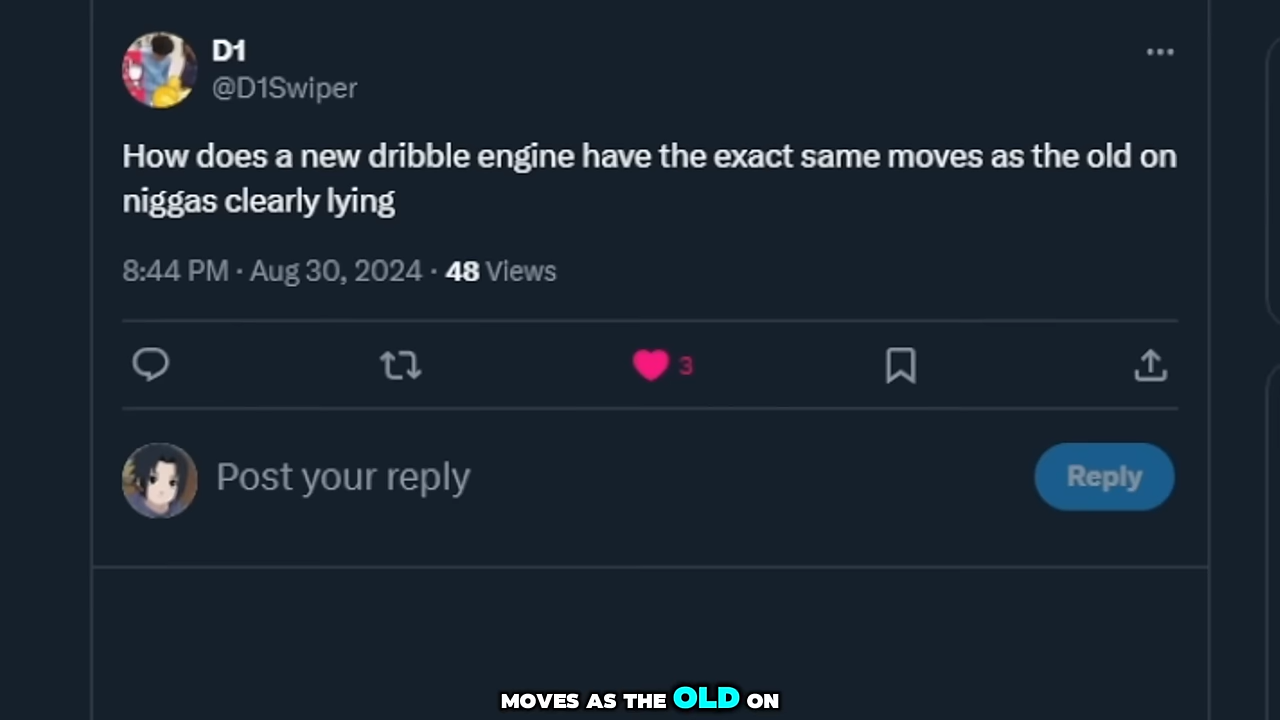 D1
@D1Swiper
How does a new dribble engine have the exact same moves as the old on
niggas clearly lying
8:44 PM · Aug 30, 2024 · 48 Views
3
Post your reply
Reply
MOVES AS THE OLD ON